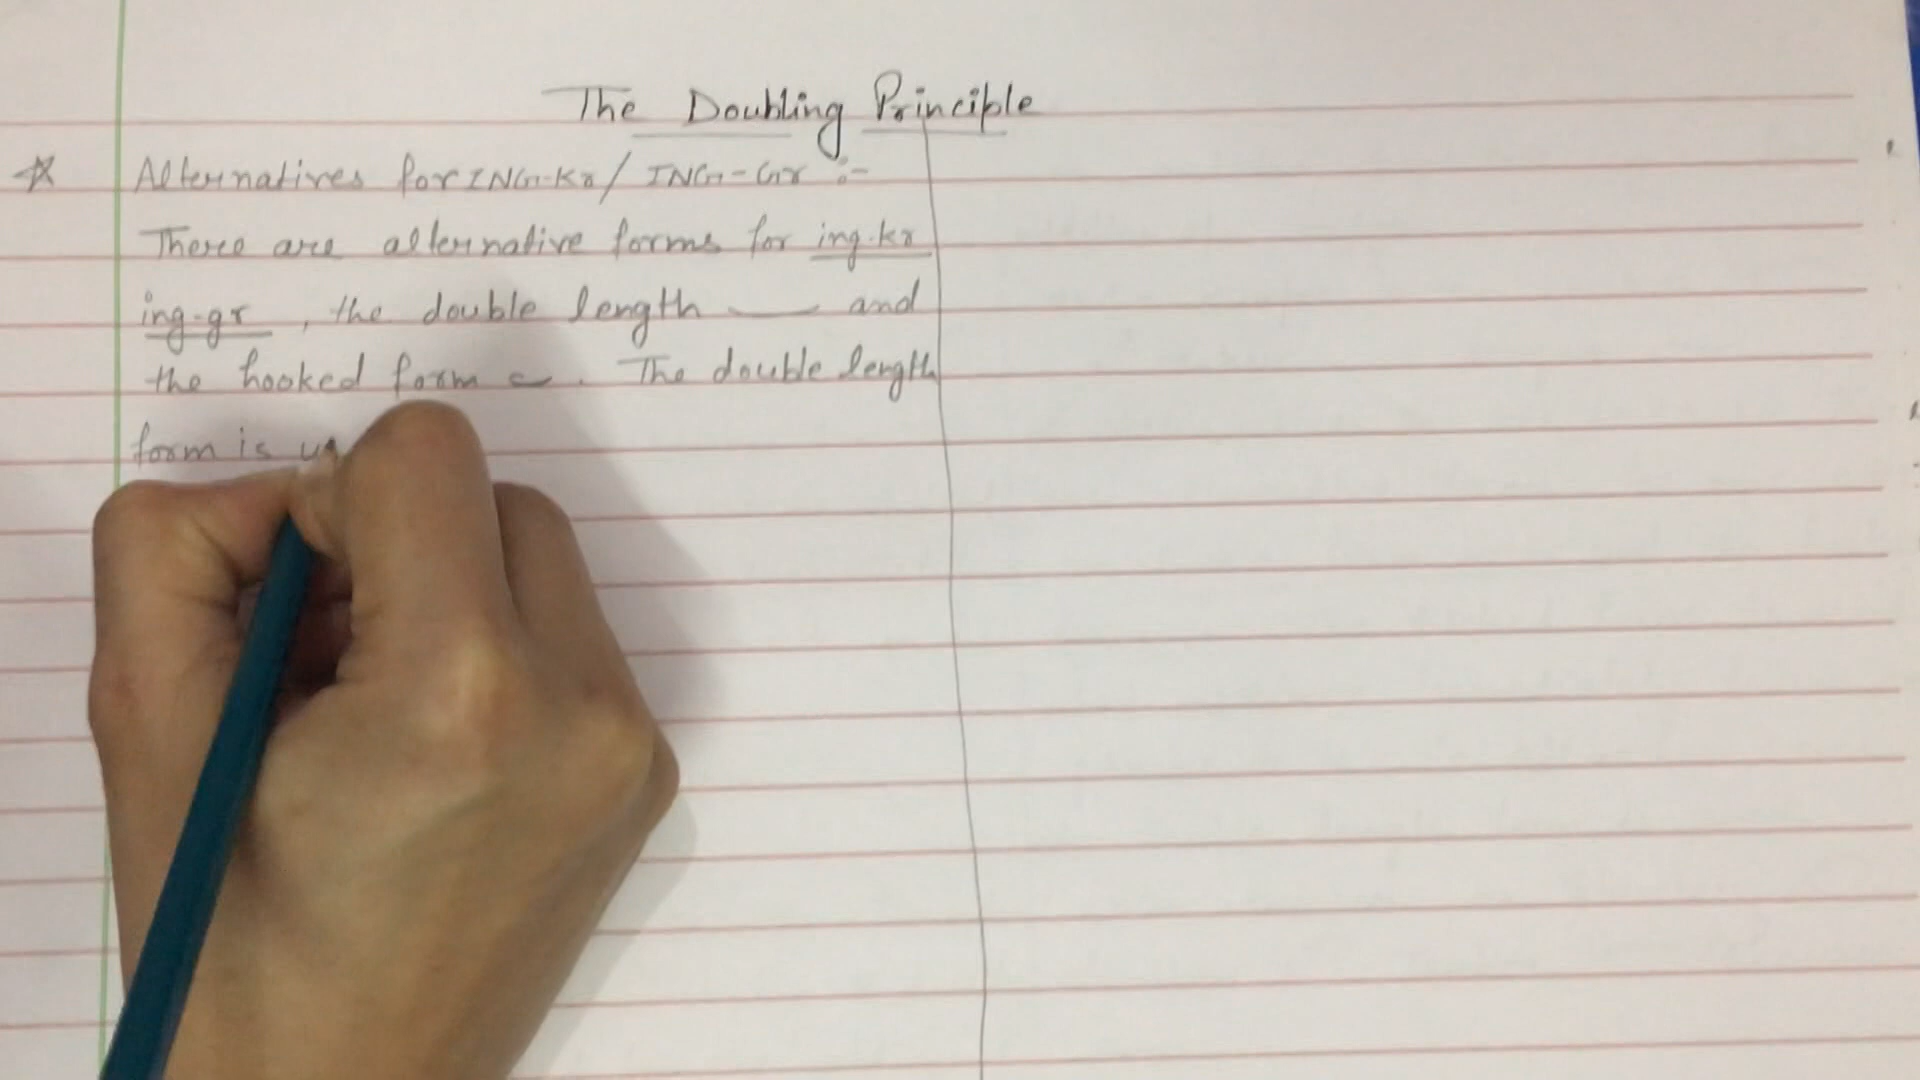 The Doubling Principle
Alternatives for ING-Kr / ING-Gr :-
There are alternative forms for ing-kr
ing-gr, the double length and
the hooked form . The double length
form is